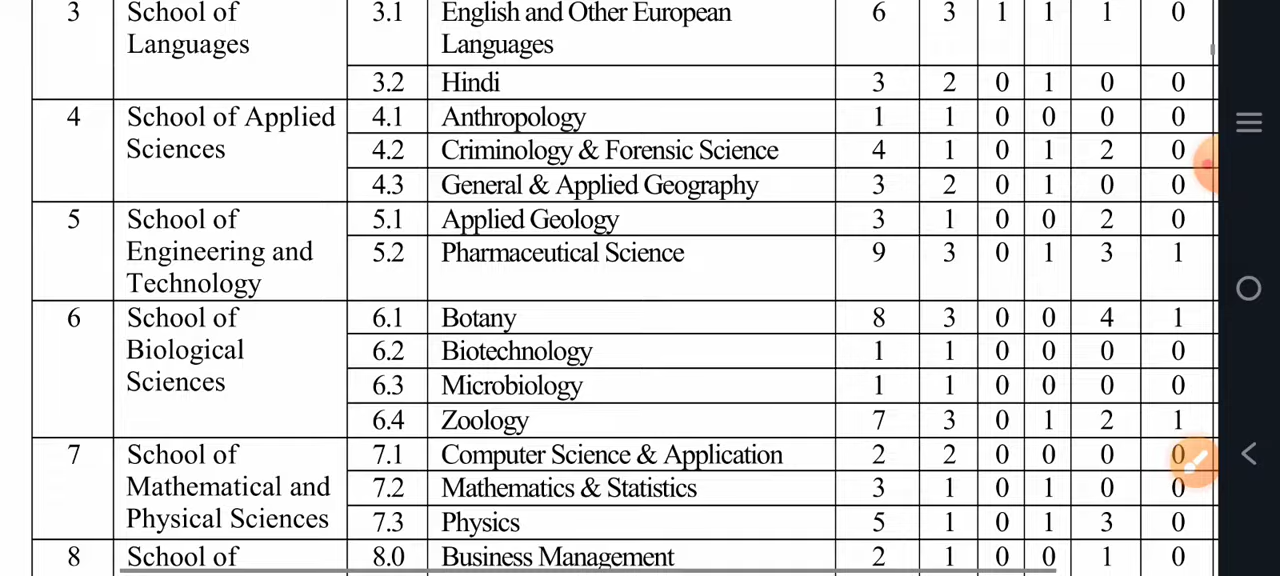 3 School of 3.1 English and Other European 6 3 1 1 1 0
Languages Languages
3.2 Hindi 3 2 0 1 0 0
4 School of Applied 4.1 Anthropology 1 1 0 0 0 0
Sciences 4.2 Criminology & Forensic Science 4 1 0 1 2 0
4.3 General & Applied Geography 3 2 0 1 0 0
5 School of 5.1 Applied Geology 3 1 0 0 2 0
Engineering and 5.2 Pharmaceutical Science 9 3 0 1 3 1
Technology
6 School of 6.1 Botany 8 3 0 0 4 1
Biological 6.2 Biotechnology 1 1 0 0 0 0
Sciences 6.3 Microbiology 1 1 0 0 0 0
6.4 Zoology 7 3 0 1 2 1
7 School of 7.1 Computer Science & Application 2 2 0 0 0 0
Mathematical and 7.2 Mathematics & Statistics 3 1 0 1 0 0
Physical Sciences 7.3 Physics 5 1 0 1 3 0
8 School of 8.0 Business Management 2 1 0 0 1 0